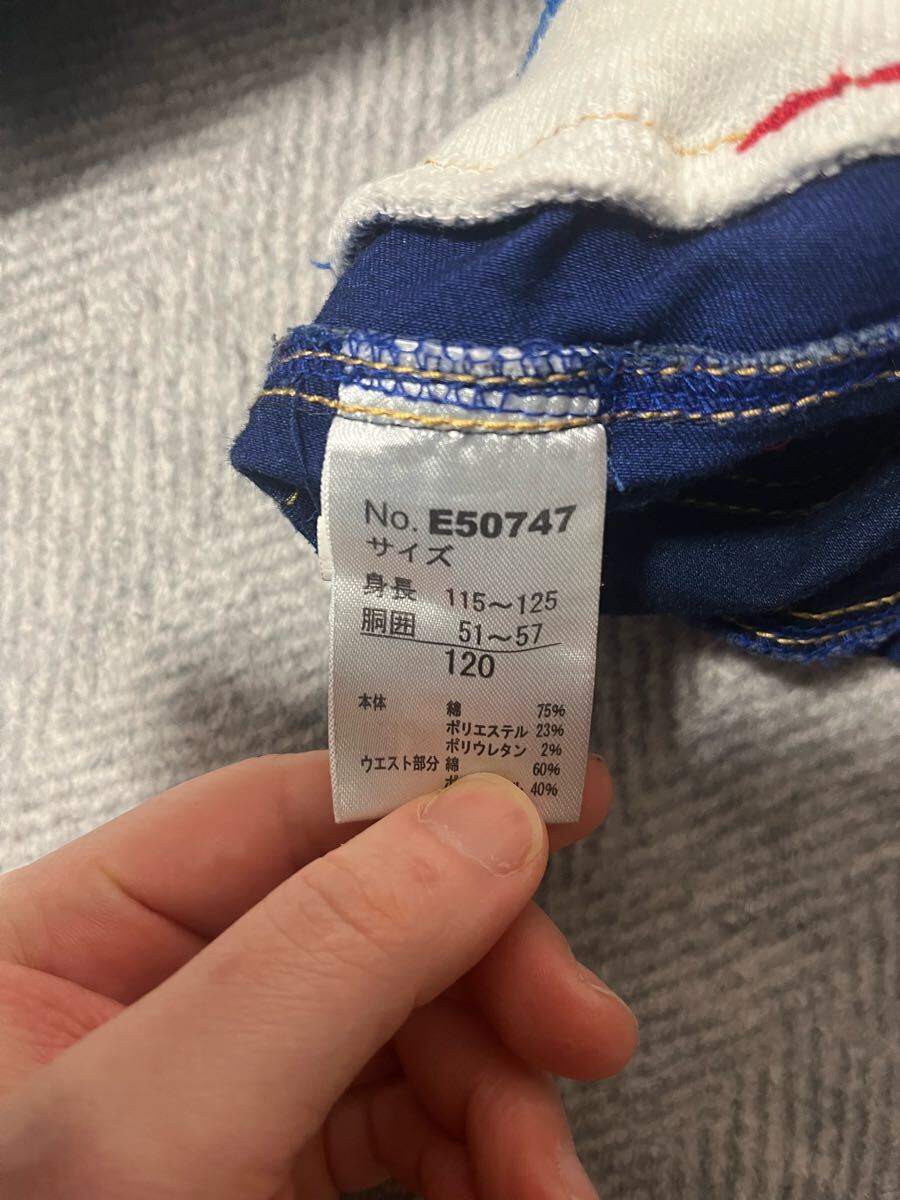 No. E50747
サイズ
身長 115～125
胴囲 51～57
120
本体 綿 75%
ポリエステル 23%
ポリウレタン 2%
ウエスト部分 綿 60%
40%